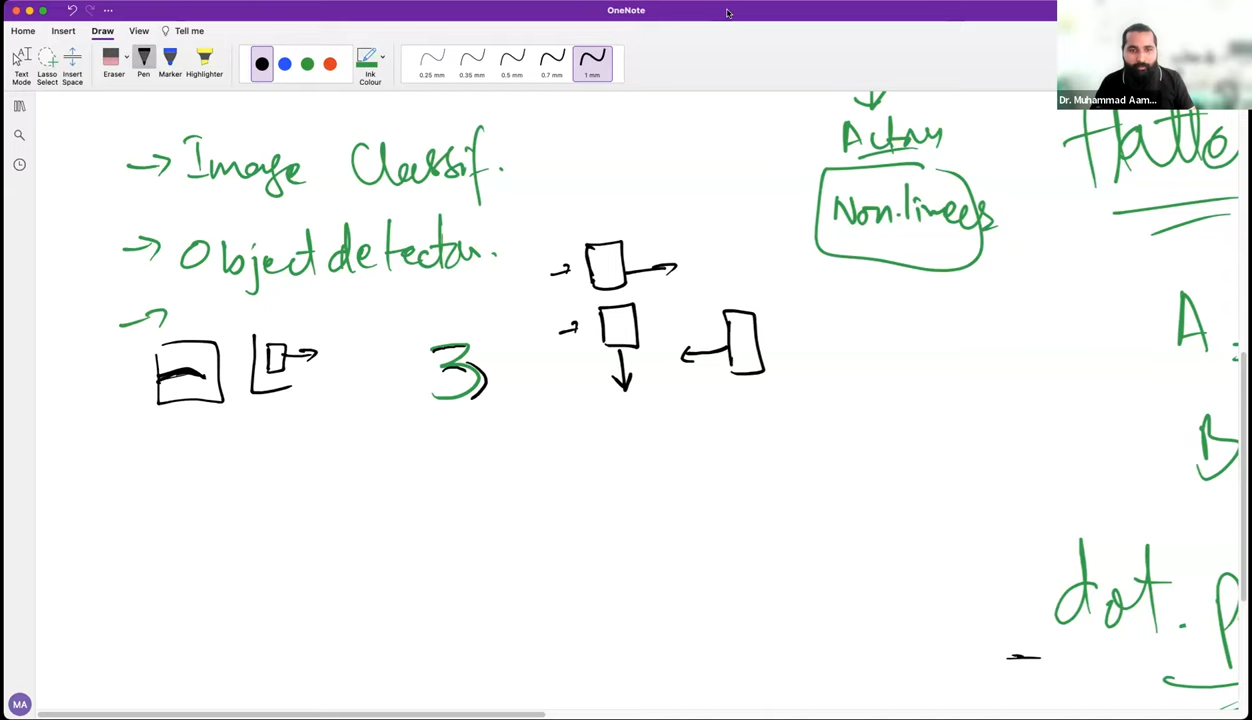 OneNote
Home Insert Draw View Tell me
Text Mode
Lasso Select
Insert Space
Eraser
Pen
Marker
Highlighter
Ink Colour
0.25 mm
0.35 mm
0.5 mm
0.7 mm
1 mm
Dr. Muhammad Aam...
→ Image Classif.
→ Object detector.
→
3
Non-linear
A
B
dot. p
MA